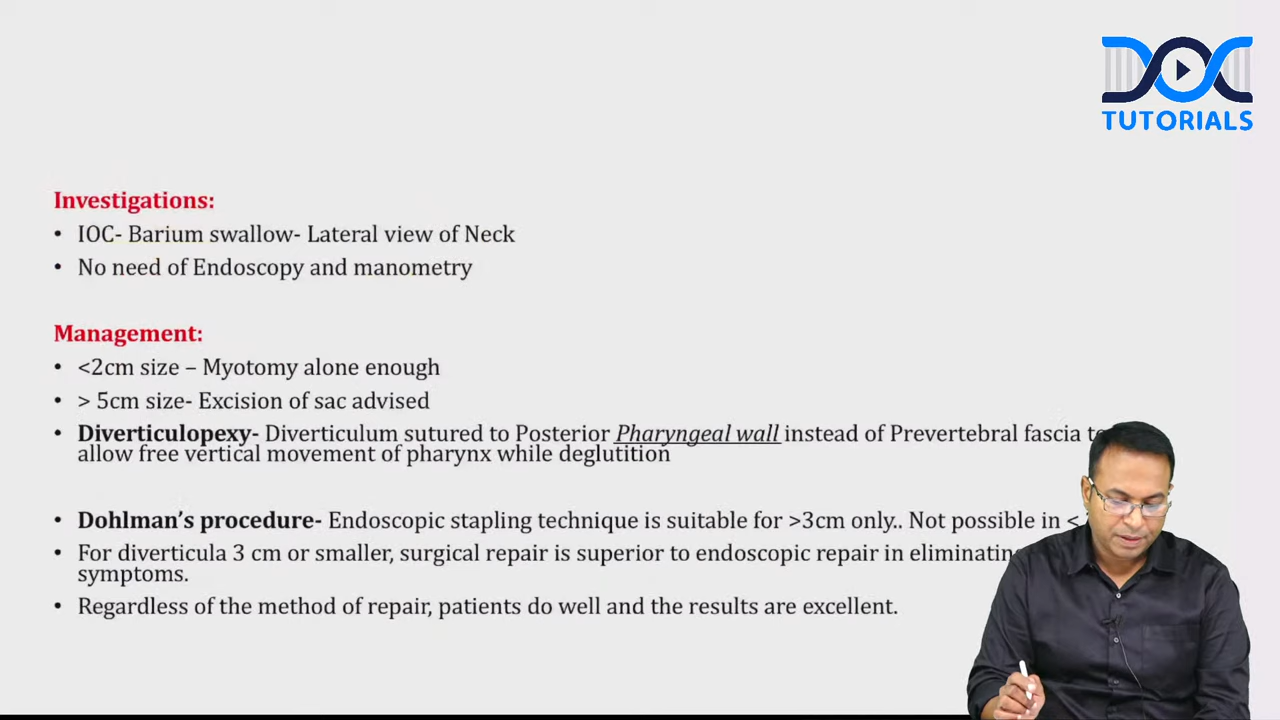 DOC
TUTORIALS
Investigations:
• IOC- Barium swallow- Lateral view of Neck
• No need of Endoscopy and manometry
Management:
• <2cm size – Myotomy alone enough
• > 5cm size- Excision of sac advised
• Diverticulopexy- Diverticulum sutured to Posterior Pharyngeal wall instead of Prevertebral fascia to
allow free vertical movement of pharynx while deglutition
• Dohlman's procedure- Endoscopic stapling technique is suitable for >3cm only.. Not possible in <
• For diverticula 3 cm or smaller, surgical repair is superior to endoscopic repair in eliminating
symptoms.
• Regardless of the method of repair, patients do well and the results are excellent.